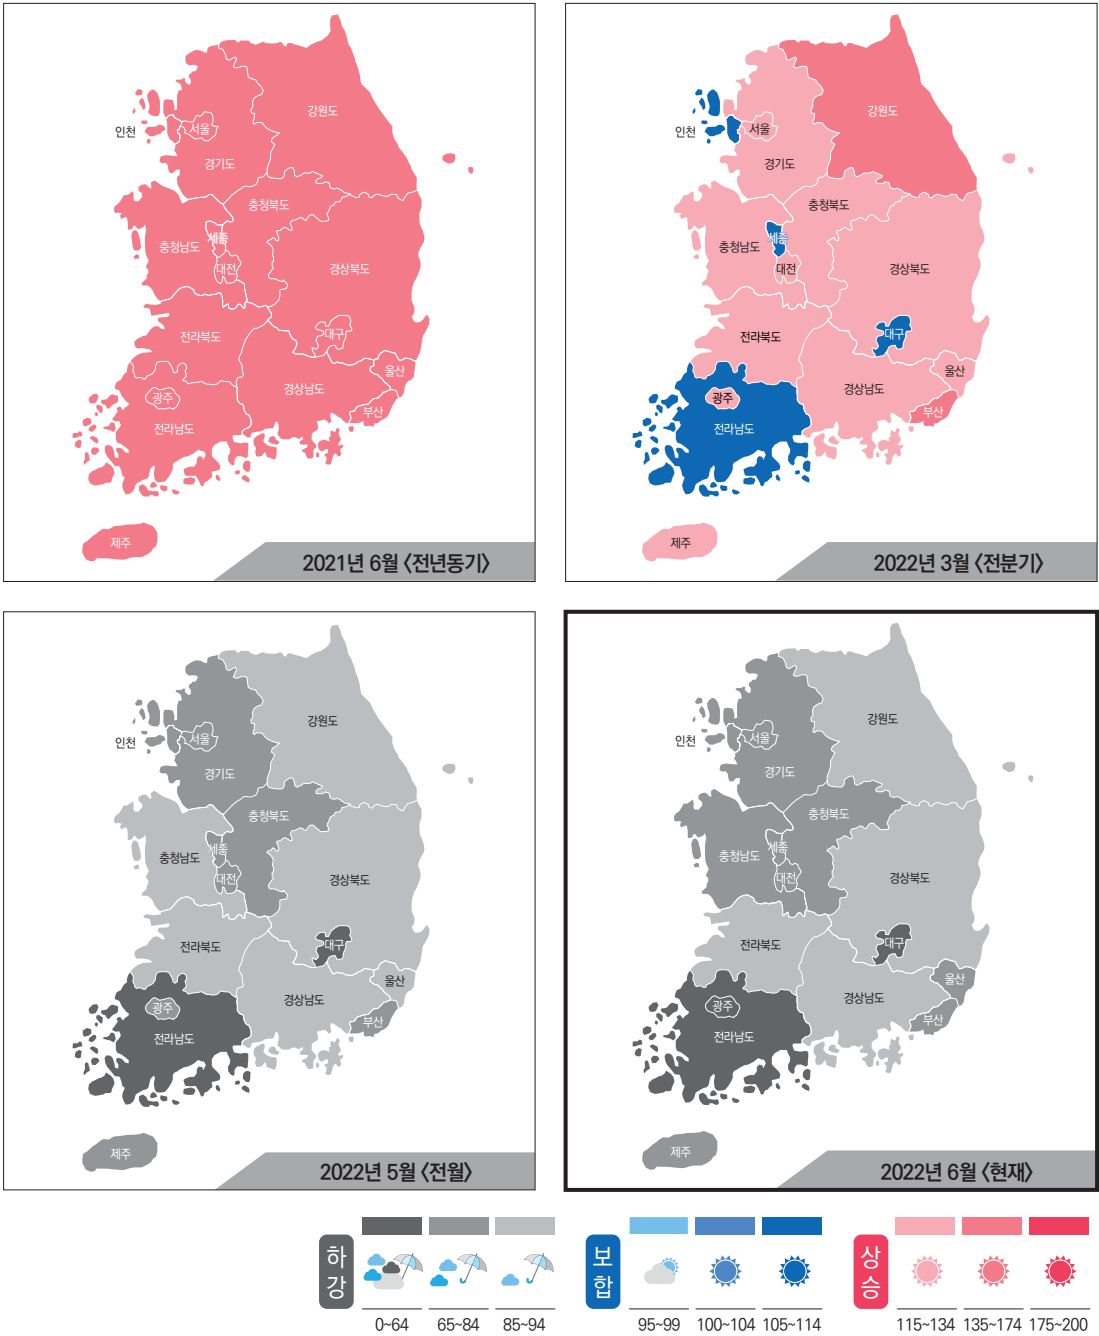 강원도
인천
서울
경기도
충청북도
세종
충청남도
대전
경상북도
전라북도
대구
울산
경상남도
광주
부산
전라남도
제주
2021년 6월 〈전년동기〉
강원도
인천
서울
경기도
충청북도
세종
충청남도
대전
경상북도
전라북도
대구
울산
경상남도
광주
부산
전라남도
제주
2022년 3월 〈전분기〉
강원도
인천
서울
경기도
충청북도
세종
충청남도
대전
경상북도
전라북도
대구
울산
경상남도
광주
부산
전라남도
제주
2022년 5월 〈전월〉
강원도
인천
서울
경기도
충청북도
세종
충청남도
대전
경상북도
전라북도
대구
울산
경상남도
광주
부산
전라남도
제주
2022년 6월 〈현재〉
하강
0~64 65~84 85~94
보합
95~99 100~104 105~114
상승
115~134 135~174 175~200